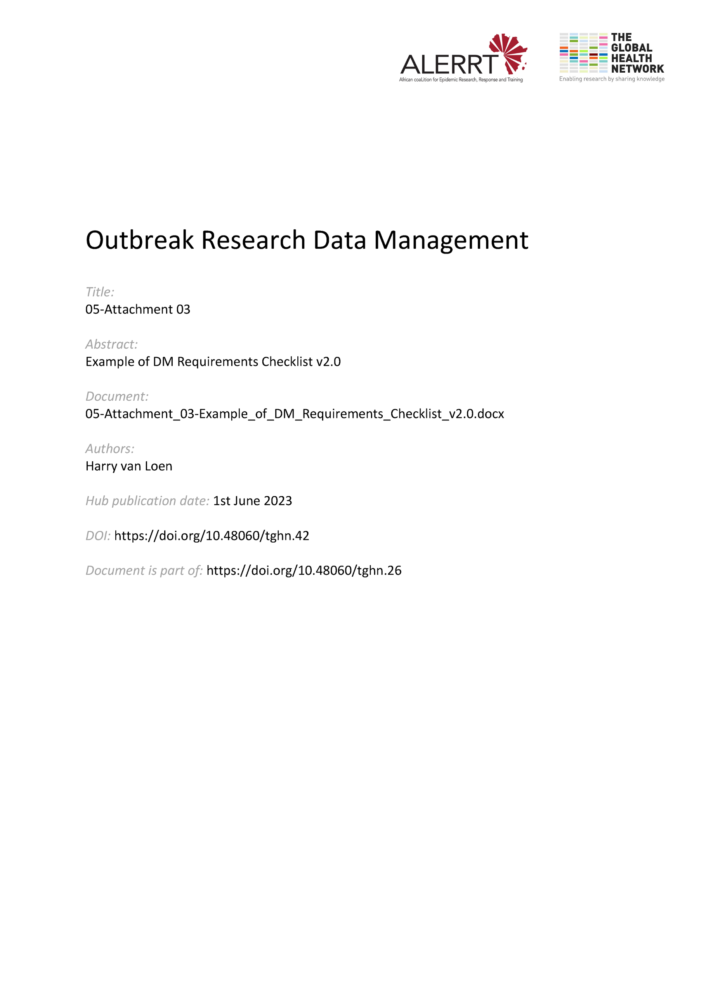 ALERRT
African coaLition for Epidemic Research, Response and Training
THE
GLOBAL
HEALTH
NETWORK
Enabling research by sharing knowledge
Outbreak Research Data Management
Title:
05-Attachment 03
Abstract:
Example of DM Requirements Checklist v2.0
Document:
05-Attachment_03-Example_of_DM_Requirements_Checklist_v2.0.docx
Authors:
Harry van Loen
Hub publication date: 1st June 2023
DOI: https://doi.org/10.48060/tghn.42
Document is part of: https://doi.org/10.48060/tghn.26